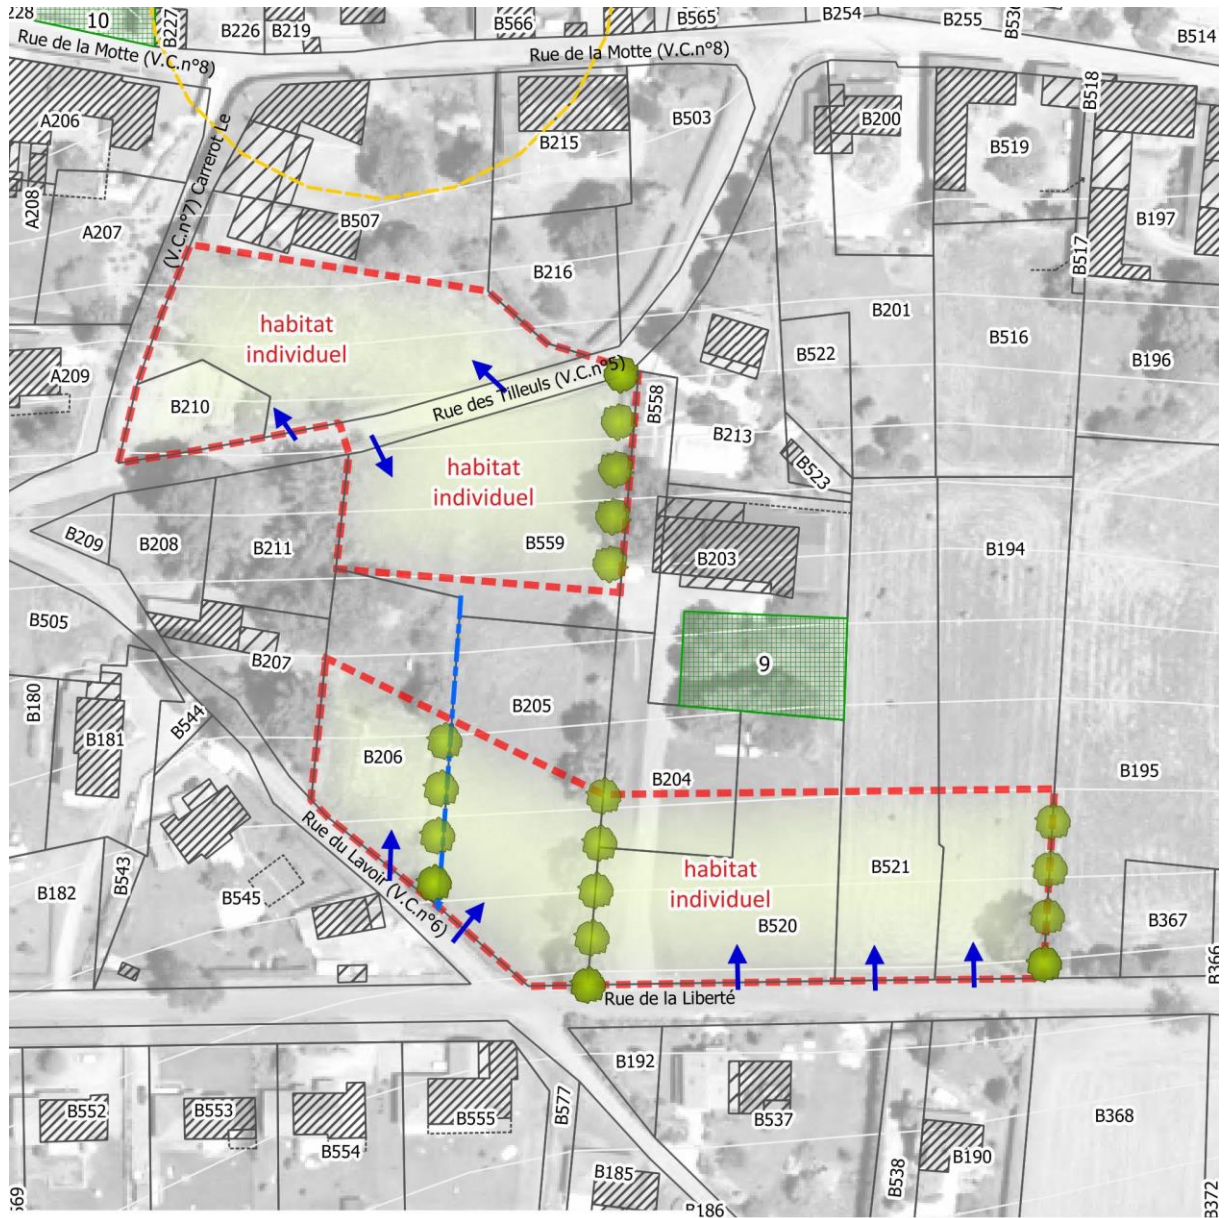 228
10
B227
B226
B219
B566
B565
B254
B255
B514
Rue de la Motte (V.C.n°8)
Rue de la Motte (V.C.n°8)
B518
A206
B215
B503
B200
B519
A208
A207
(V.C.n°7) Carrerot Le
B507
B197
B517
B216
B201
habitat
individuel
B516
B522
B196
A209
B210
Rue des Tilleuls (V.C.n°5)
B558
B213
habitat
individuel
B523
B209
B208
B211
B559
B203
B194
B505
B207
9
B180
B544
B205
B181
B206
B204
B195
Rue du Lavoir (V.C.n°6)
B543
habitat
individuel
B521
B182
B545
B520
B367
B366
Rue de la Liberté
B192
B552
B553
B554
B555
B577
B537
B368
B190
B538
B185
B186
B372